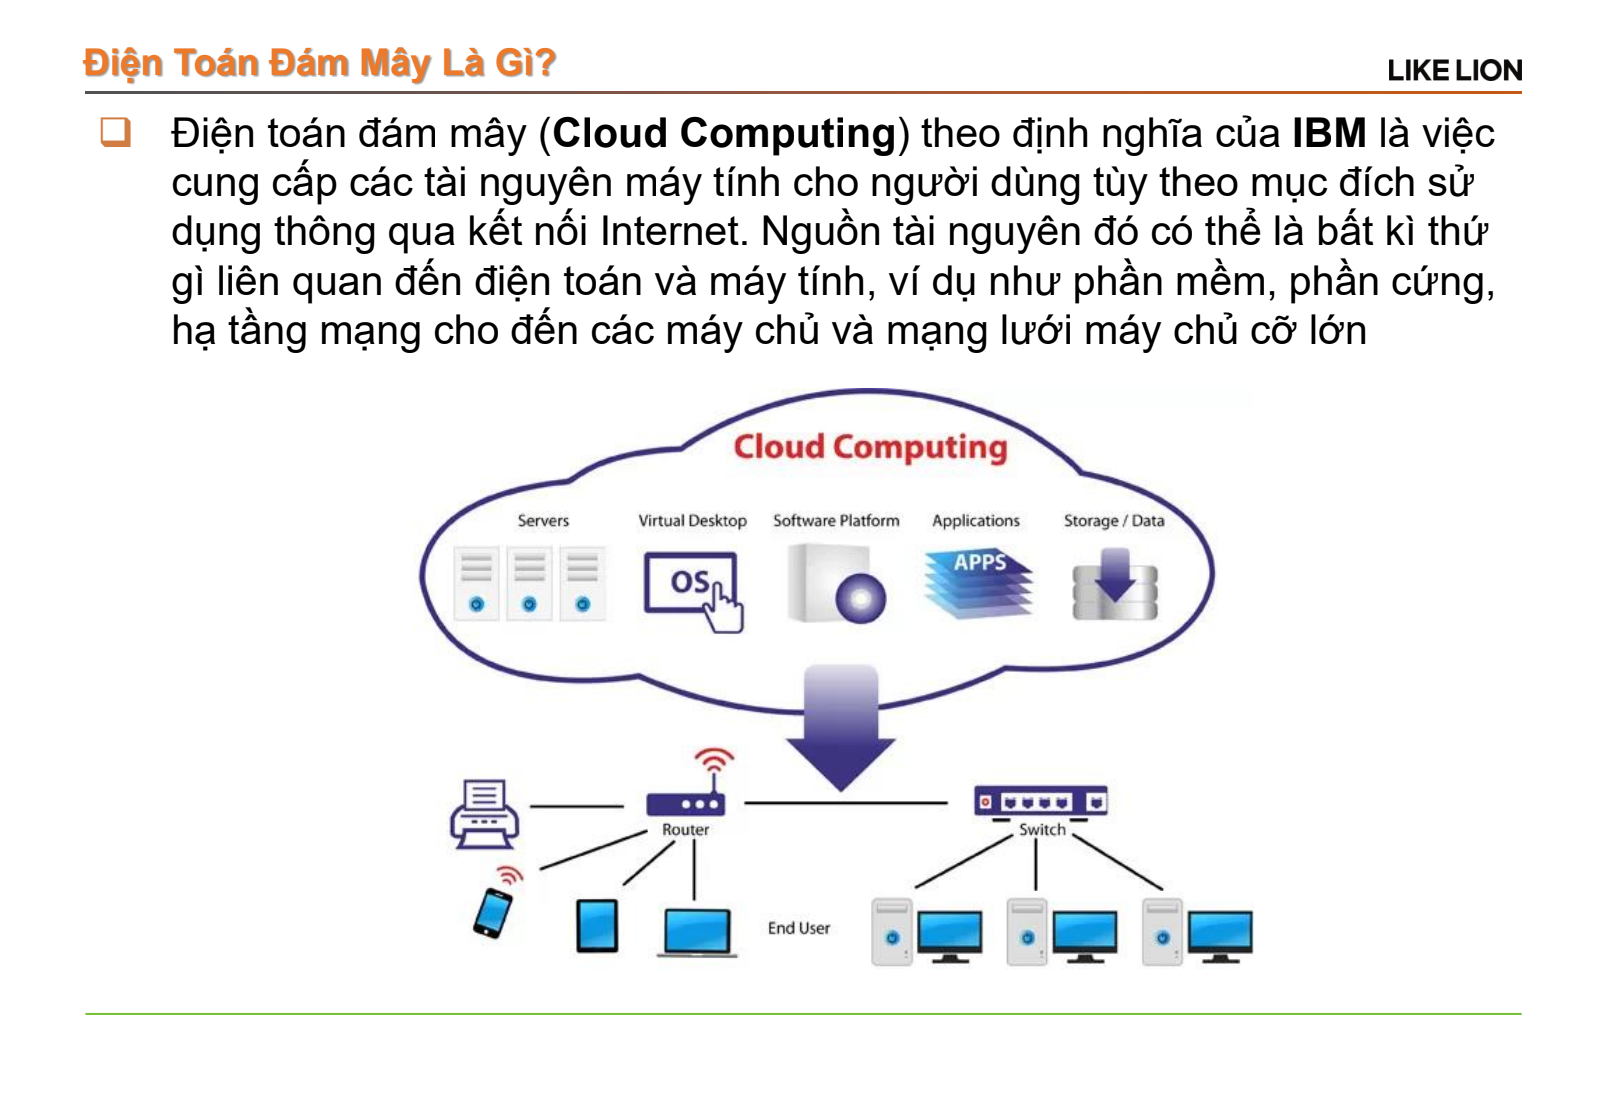 Điện Toán Đám Mây Là Gì?
LIKE LION
Điện toán đám mây (Cloud Computing) theo định nghĩa của IBM là việc
cung cấp các tài nguyên máy tính cho người dùng tùy theo mục đích sử
dụng thông qua kết nối Internet. Nguồn tài nguyên đó có thể là bất kì thứ
gì liên quan đến điện toán và máy tính, ví dụ như phần mềm, phần cứng,
hạ tầng mạng cho đến các máy chủ và mạng lưới máy chủ cỡ lớn
Cloud Computing
Servers
Virtual Desktop
Software Platform
Applications
Storage / Data
OS
APPS
Router
Switch
End User